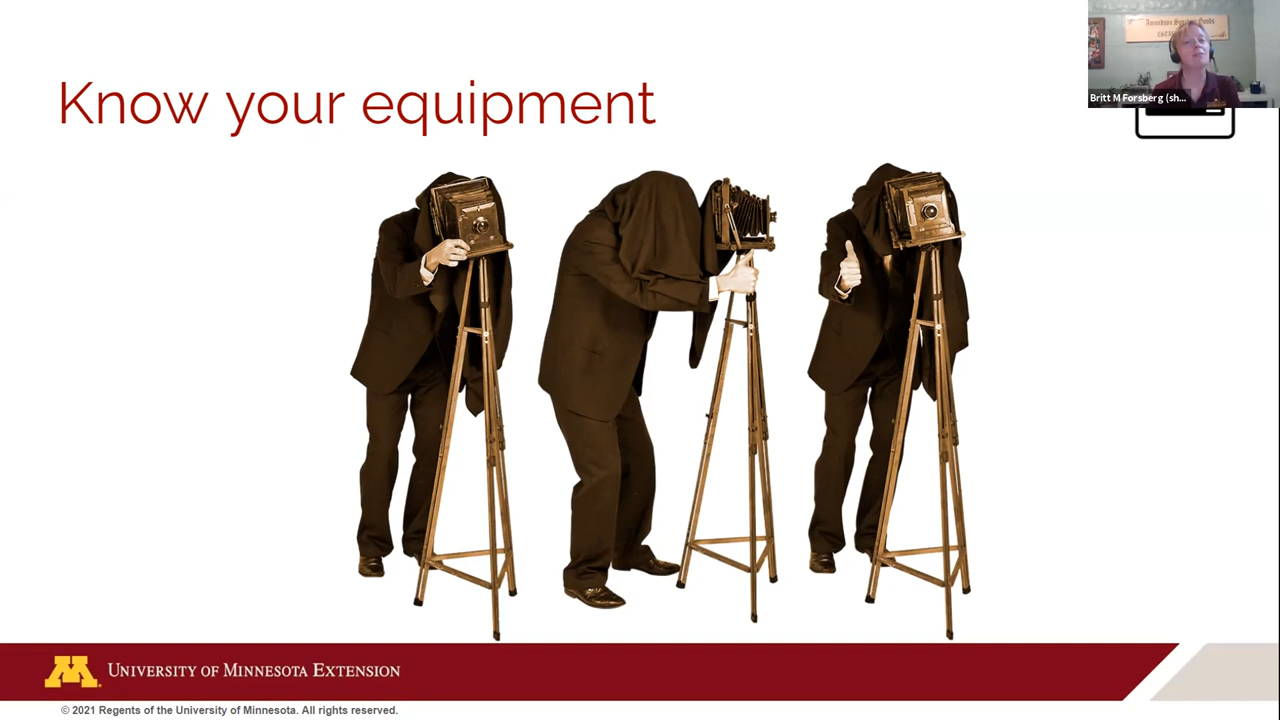 Know your equipment
Britt M Forsberg (sh...
UNIVERSITY OF MINNESOTA EXTENSION
© 2021 Regents of the University of Minnesota. All rights reserved.